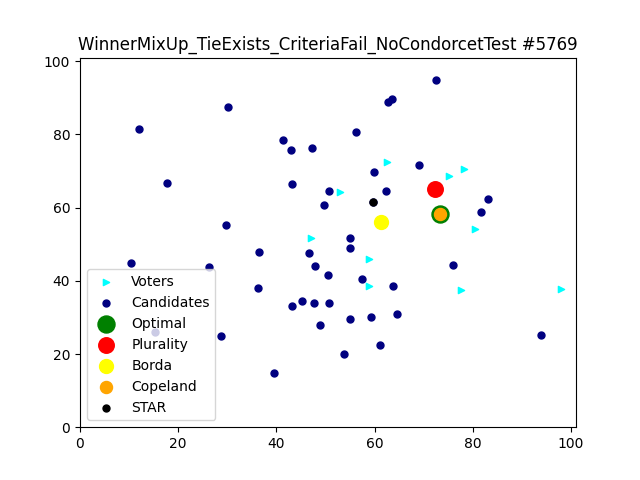 WinnerMixUp_TieExists_CriteriaFail_NoCondorcetTest #5769
100
80
60
40
20
0
Voters
Candidates
Optimal
Plurality
Borda
Copeland
STAR
0 20 40 60 80 100